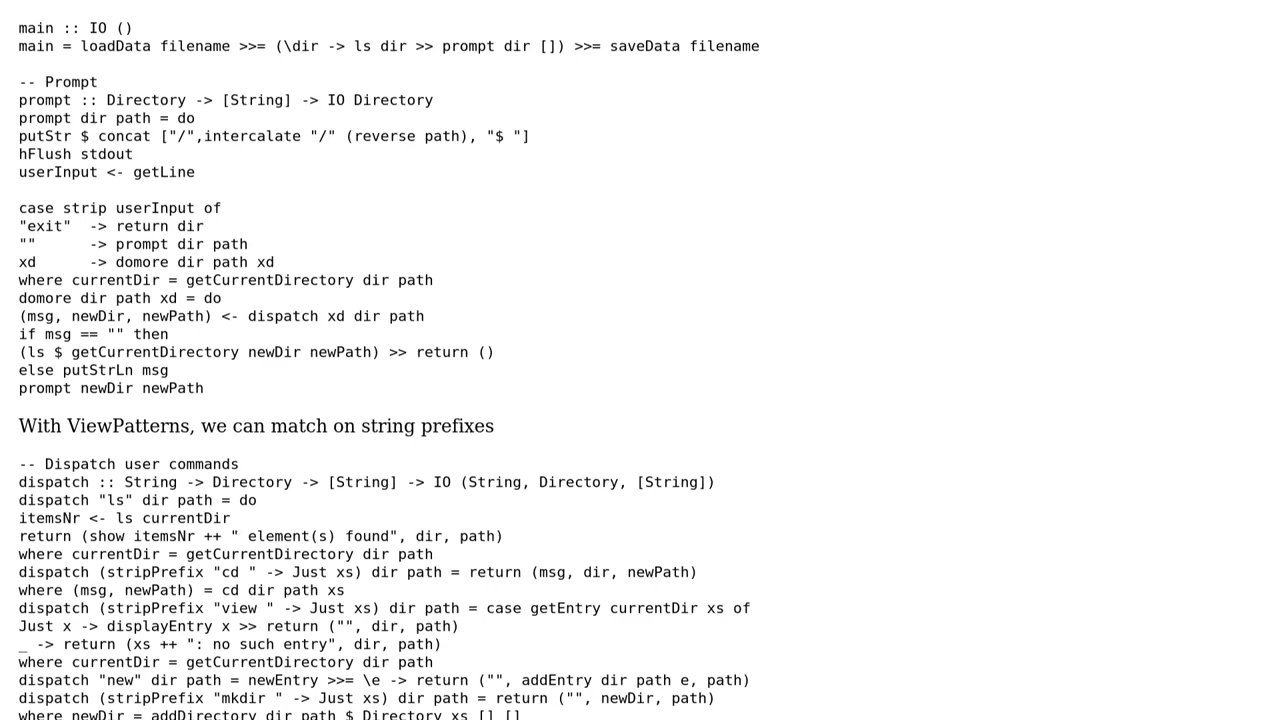 main :: IO ()
main = loadData filename >>= (\dir -> ls dir >> prompt dir []) >>= saveData filename
-- Prompt
prompt :: Directory -> [String] -> IO Directory
prompt dir path = do
putStr $ concat ["/",intercalate "/" (reverse path), "$ "]
hFlush stdout
userInput <- getLine
case strip userInput of
"exit"  -> return dir
""      -> prompt dir path
xd      -> domore dir path xd
where currentDir = getCurrentDirectory dir path
domore dir path xd = do
(msg, newDir, newPath) <- dispatch xd dir path
if msg == "" then
(ls $ getCurrentDirectory newDir newPath) >> return ()
else putStrLn msg
prompt newDir newPath
With ViewPatterns, we can match on string prefixes
-- Dispatch user commands
dispatch :: String -> Directory -> [String] -> IO (String, Directory, [String])
dispatch "ls" dir path = do
itemsNr <- ls currentDir
return (show itemsNr ++ " element(s) found", dir, path)
where currentDir = getCurrentDirectory dir path
dispatch (stripPrefix "cd " -> Just xs) dir path = return (msg, dir, newPath)
where (msg, newPath) = cd dir path xs
dispatch (stripPrefix "view " -> Just xs) dir path = case getEntry currentDir xs of
Just x -> displayEntry x >> return ("", dir, path)
_ -> return (xs ++ ": no such entry", dir, path)
where currentDir = getCurrentDirectory dir path
dispatch "new" dir path = newEntry >>= \e -> return ("", addEntry dir path e, path)
dispatch (stripPrefix "mkdir " -> Just xs) dir path = return ("", newDir, path)
where newDir = addDirectory dir path $ Directory xs [] []